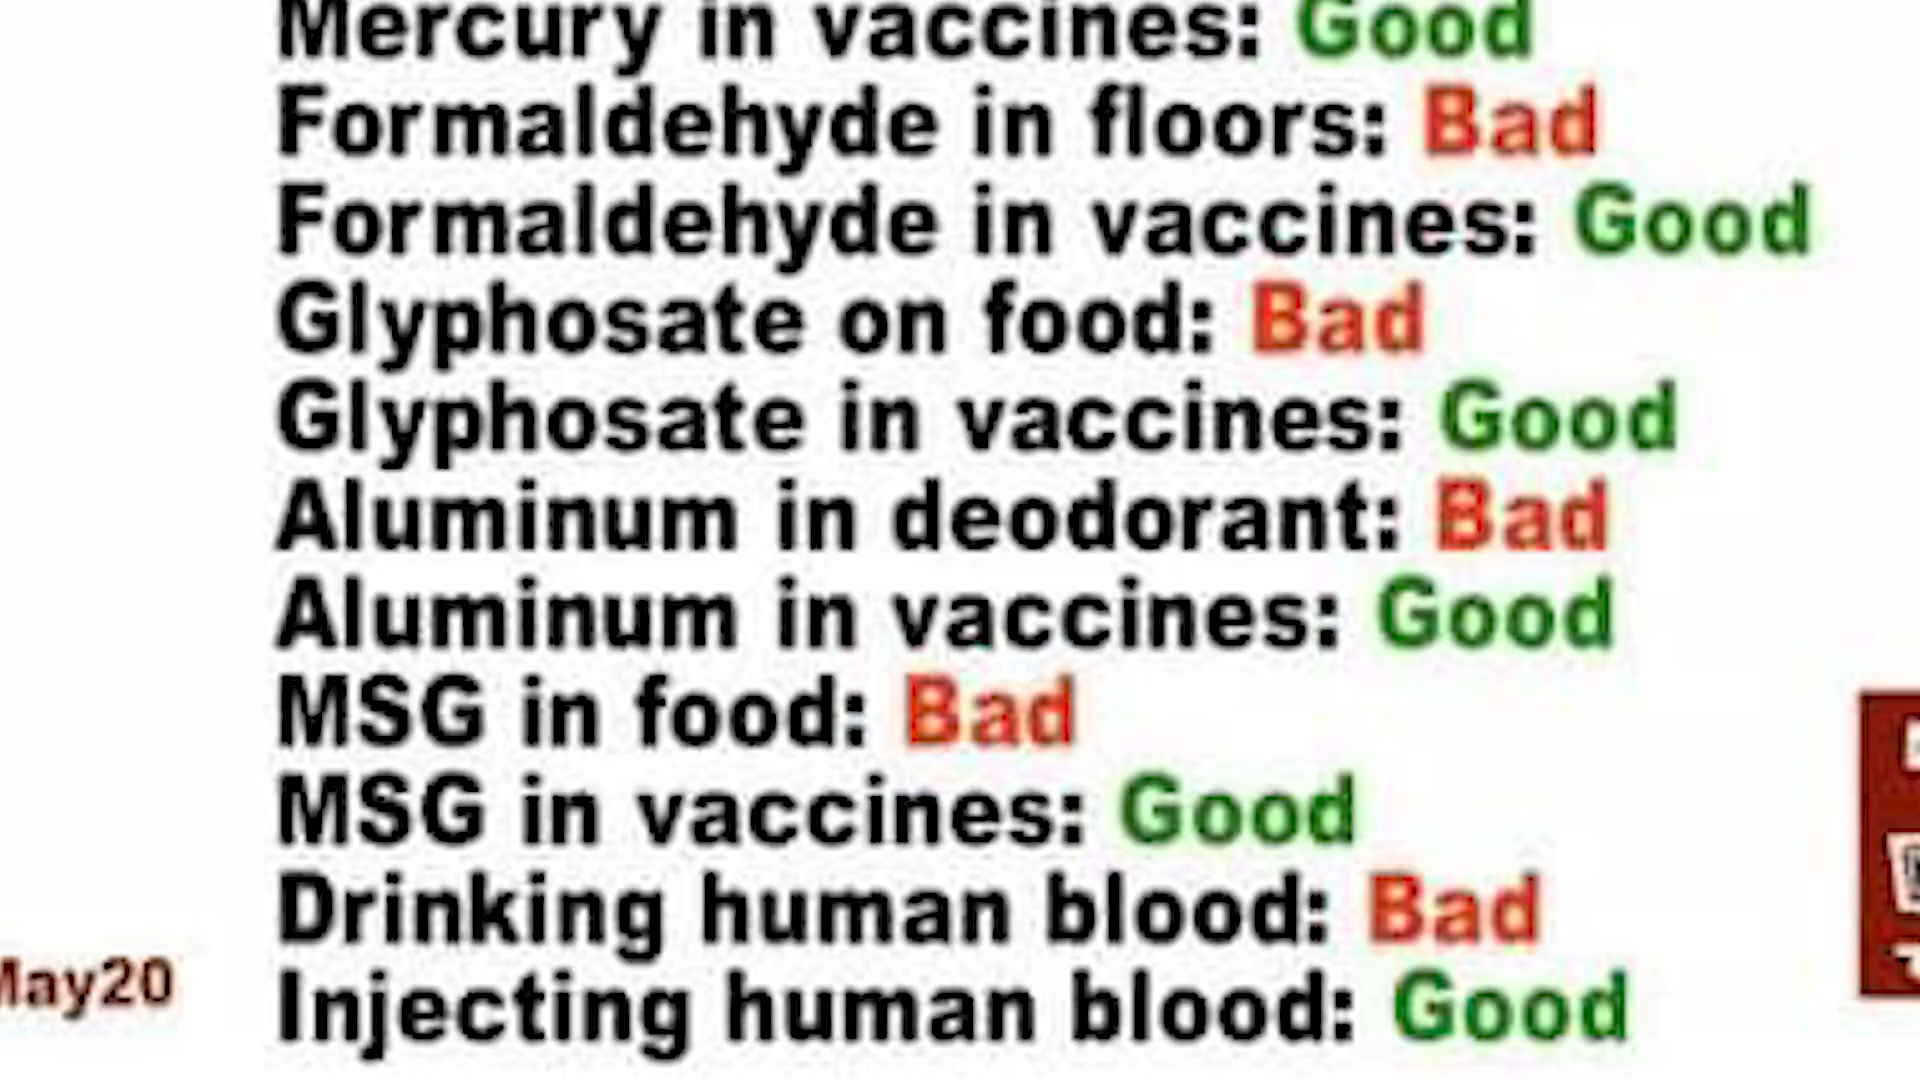 Mercury in vaccines: Good
Formaldehyde in floors: Bad
Formaldehyde in vaccines: Good
Glyphosate on food: Bad
Glyphosate in vaccines: Good
Aluminum in deodorant: Bad
Aluminum in vaccines: Good
MSG in food: Bad
MSG in vaccines: Good
Drinking human blood: Bad
May20
Injecting human blood: Good